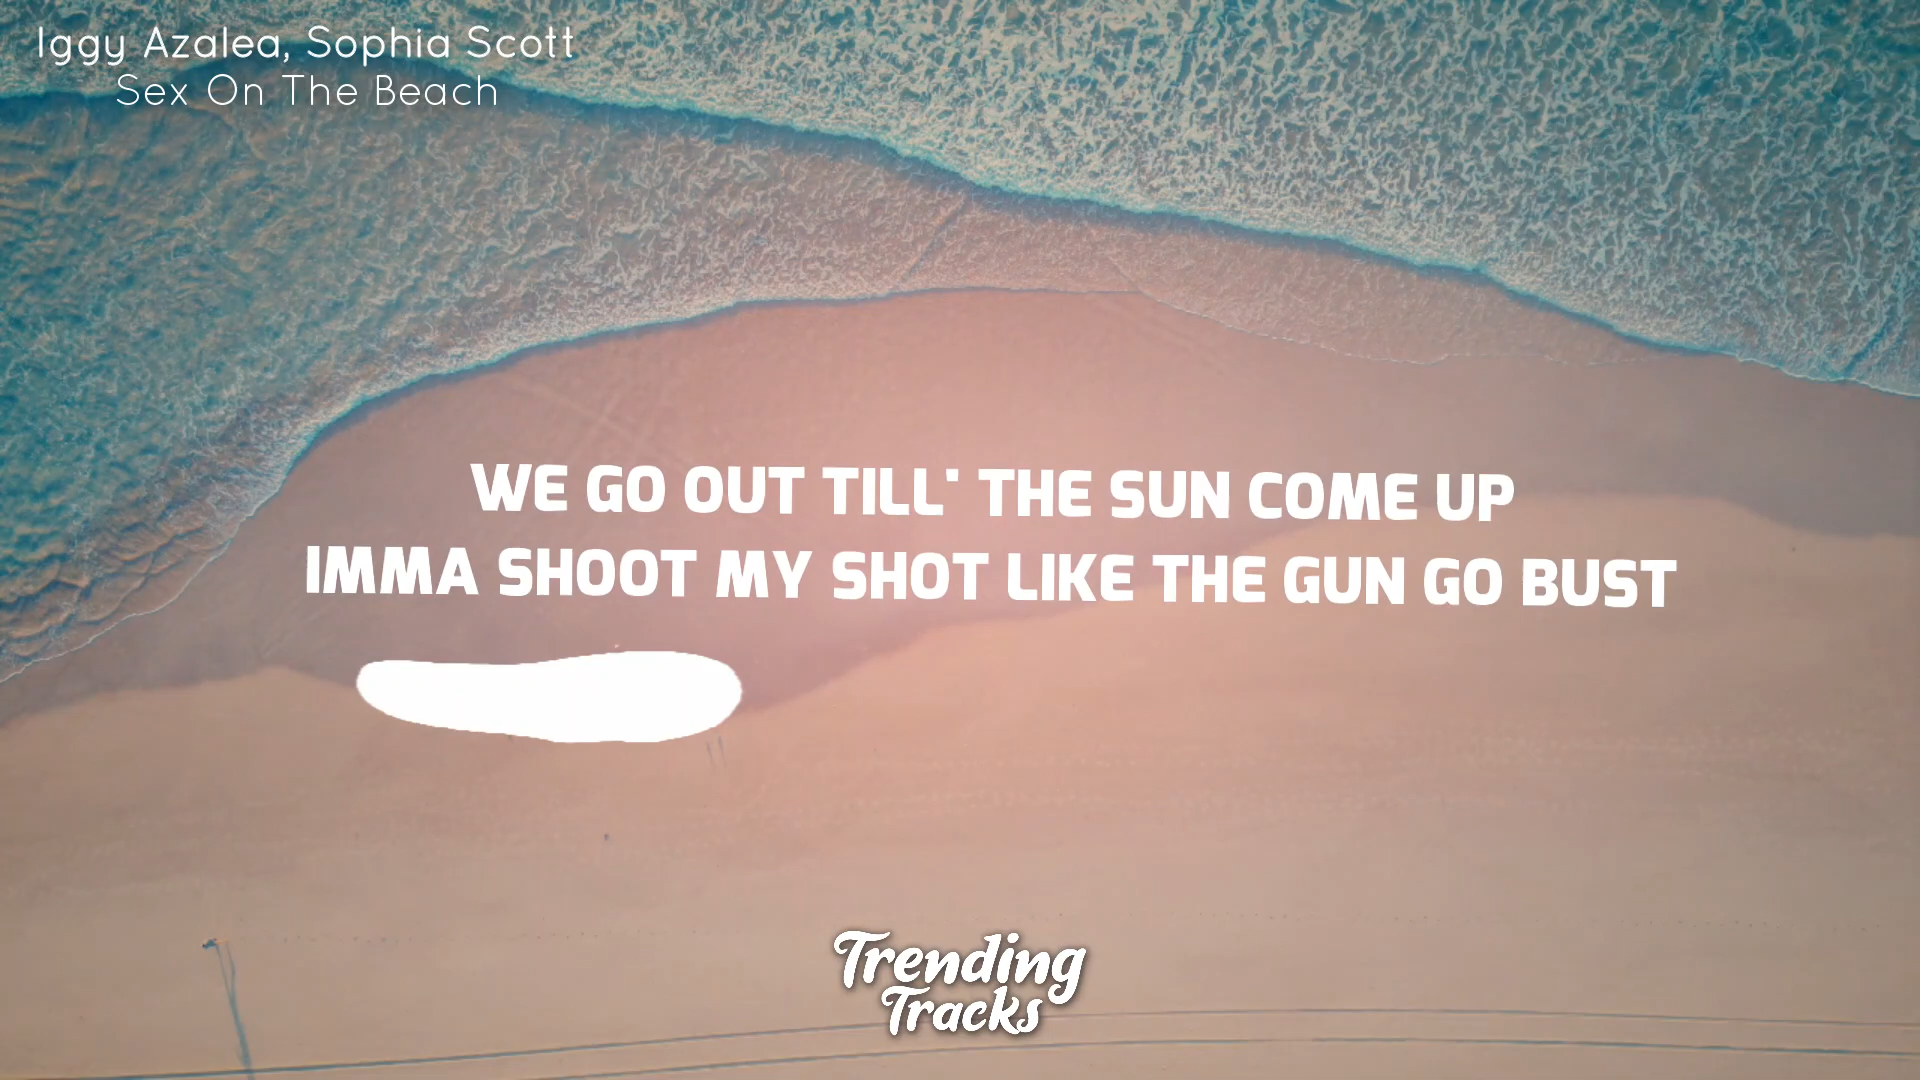 Iggy Azalea, Sophia Scott
Sex On The Beach
WE GO OUT TILL' THE SUN COME UP
IMMA SHOOT MY SHOT LIKE THE GUN GO BUST
Trending
Tracks